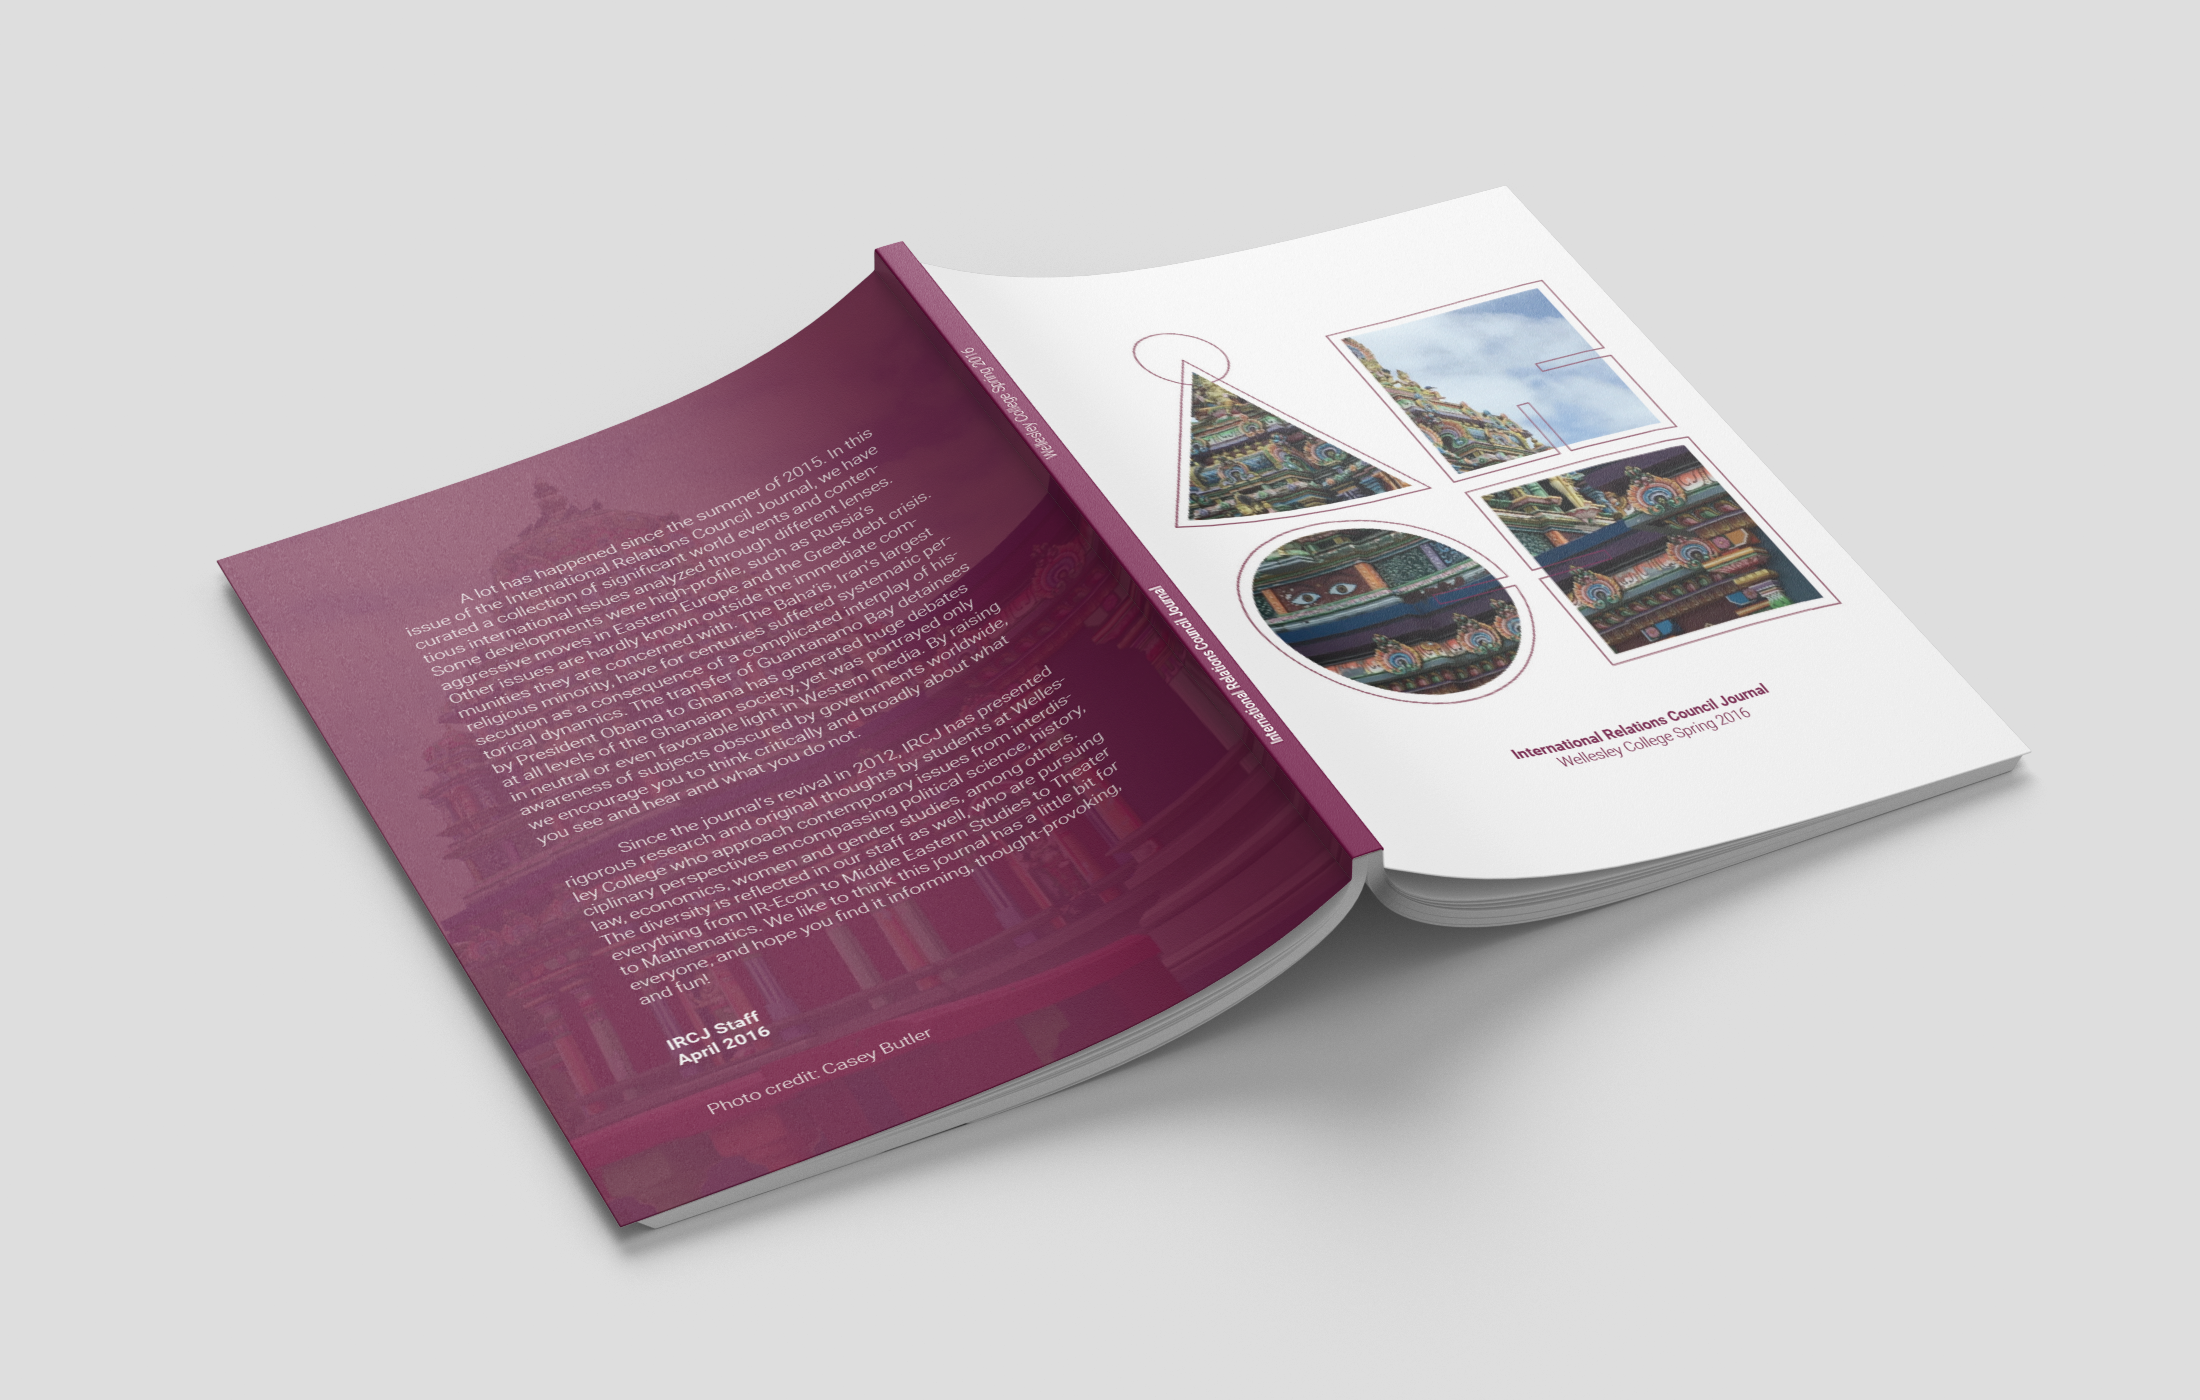 A lot has happened since the summer of 2015. In this
issue of the International Relations Council Journal, we have
curated a collection of significant world events and conten-
tious international issues analyzed through different lenses.
Some developments were high-profile, such as Russia's
aggressive moves in Eastern Europe and the Greek debt crisis.
Other issues are hardly known outside the immediate com-
munities they are concerned with. The Baha'is, Iran's largest
religious minority, have for centuries suffered systematic per-
secution as a consequence of a complicated interplay of his-
torical dynamics. The transfer of Guantanamo Bay detainees
by President Obama to Ghana has generated huge debates
at all levels of the Ghanaian society, yet was portrayed only
in neutral or even favorable light in Western media. By raising
awareness of subjects obscured by governments worldwide,
we encourage you to think critically and broadly about what
you see and hear and what you do not.
Since the journal's revival in 2012, IRCJ has presented
rigorous research and original thoughts by students at Welles-
ley College who approach contemporary issues from interdis-
ciplinary perspectives encompassing political science, history,
law, economics, women and gender studies, among others.
The diversity is reflected in our staff as well, who are pursuing
everything from IR-Econ to Middle Eastern Studies to Theater
to Mathematics. We like to think this journal has a little bit for
everyone, and hope you find it informing, thought-provoking,
and fun!
IRCJ Staff
April 2016
Photo credit: Casey Butler
Wellesley College Spring 2016
International Relations Council Journal
International Relations Council Journal
Wellesley College Spring 2016